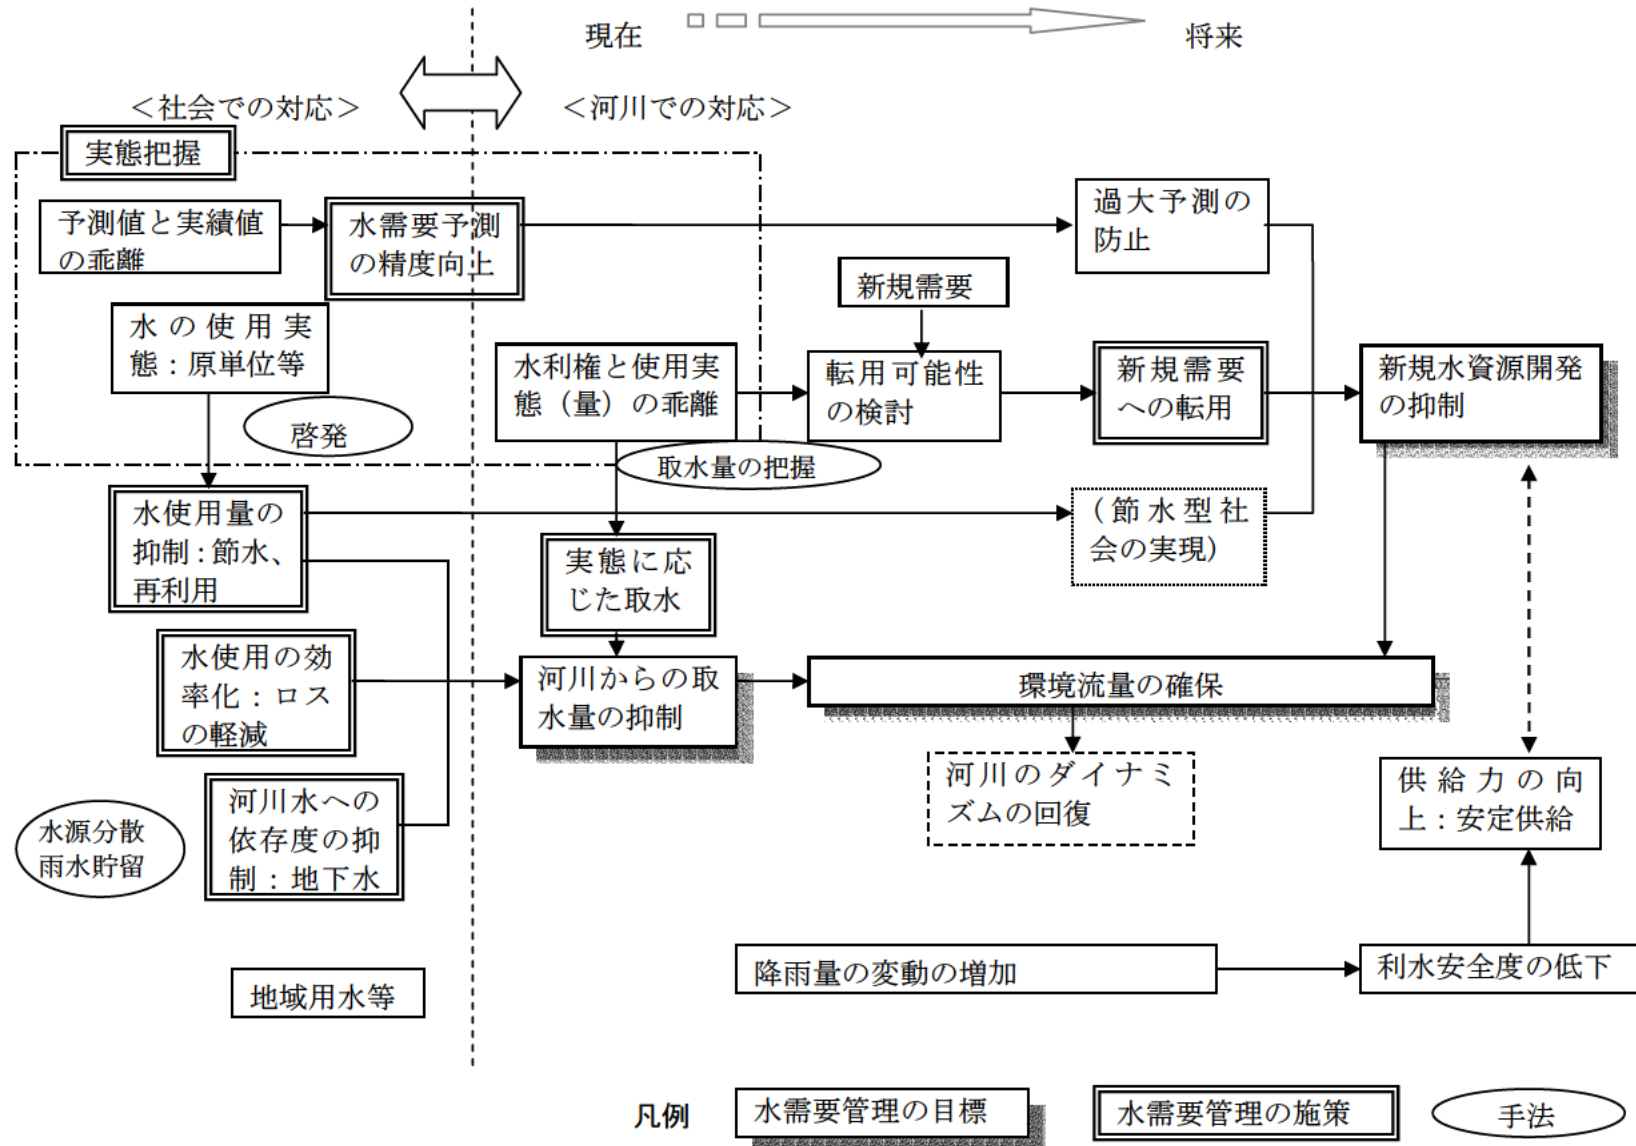 現在
将来
＜社会での対応＞
＜河川での対応＞
実態把握
予測値と実績値
の乖離
水需要予測
の精度向上
過大予測の
防止
新規需要
水の使用実
態：原単位等
水利権と使用実
態（量）の乖離
転用可能性
の検討
新規需要
への転用
新規水資源開発
の抑制
啓発
取水量の把握
水使用量の
抑制：節水、
再利用
（節水型社
会の実現）
実態に応
じた取水
水使用の効
率化：ロス
の軽減
河川からの取
水量の抑制
環境流量の確保
河川のダイナミ
ズムの回復
供給力の向
上：安定供給
水源分散
雨水貯留
河川水への
依存度の抑
制：地下水
降雨量の変動の増加
利水安全度の低下
地域用水等
凡例
水需要管理の目標
水需要管理の施策
手法